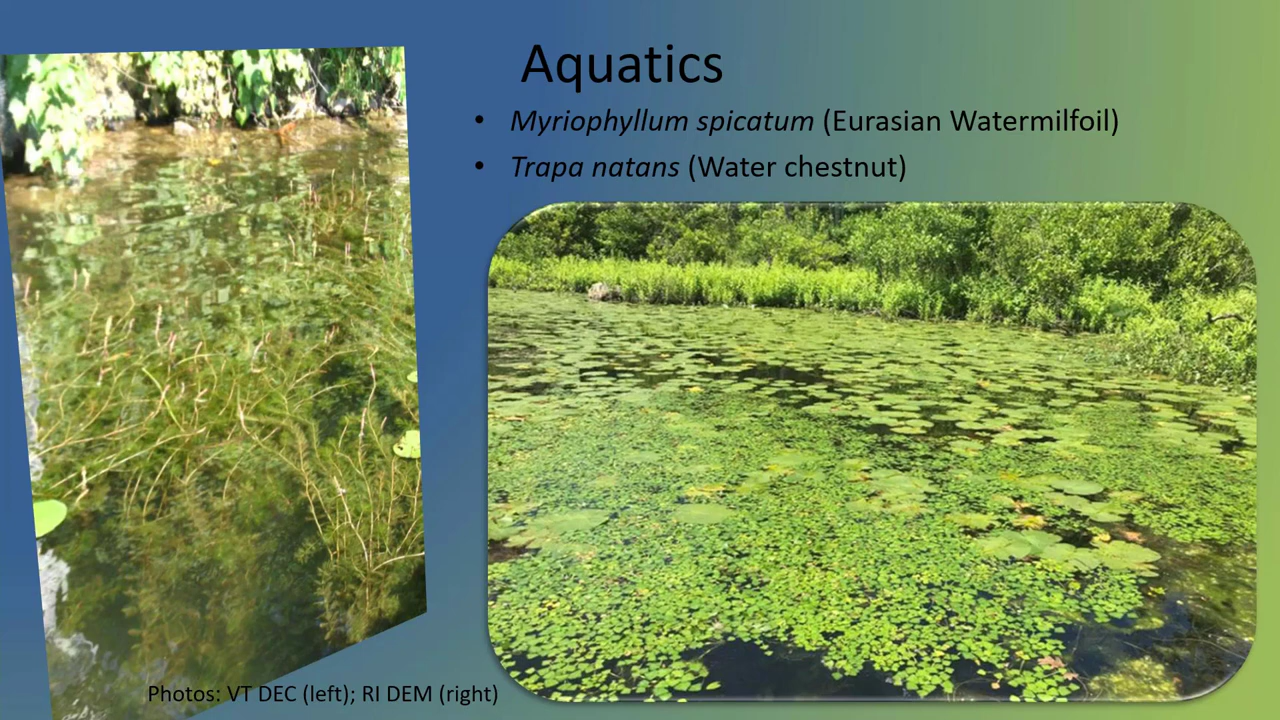 Aquatics
• Myriophyllum spicatum (Eurasian Watermilfoil)
• Trapa natans (Water chestnut)
Photos: VT DEC (left); RI DEM (right)